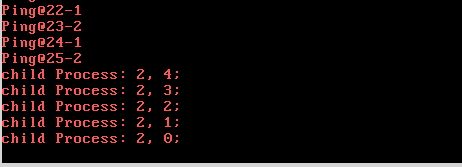 Ping@22-1
Ping@23-2
Ping@24-1
Ping@25-2
child Process: 2, 4;
child Process: 2, 3;
child Process: 2, 2;
child Process: 2, 1;
child Process: 2, 0;